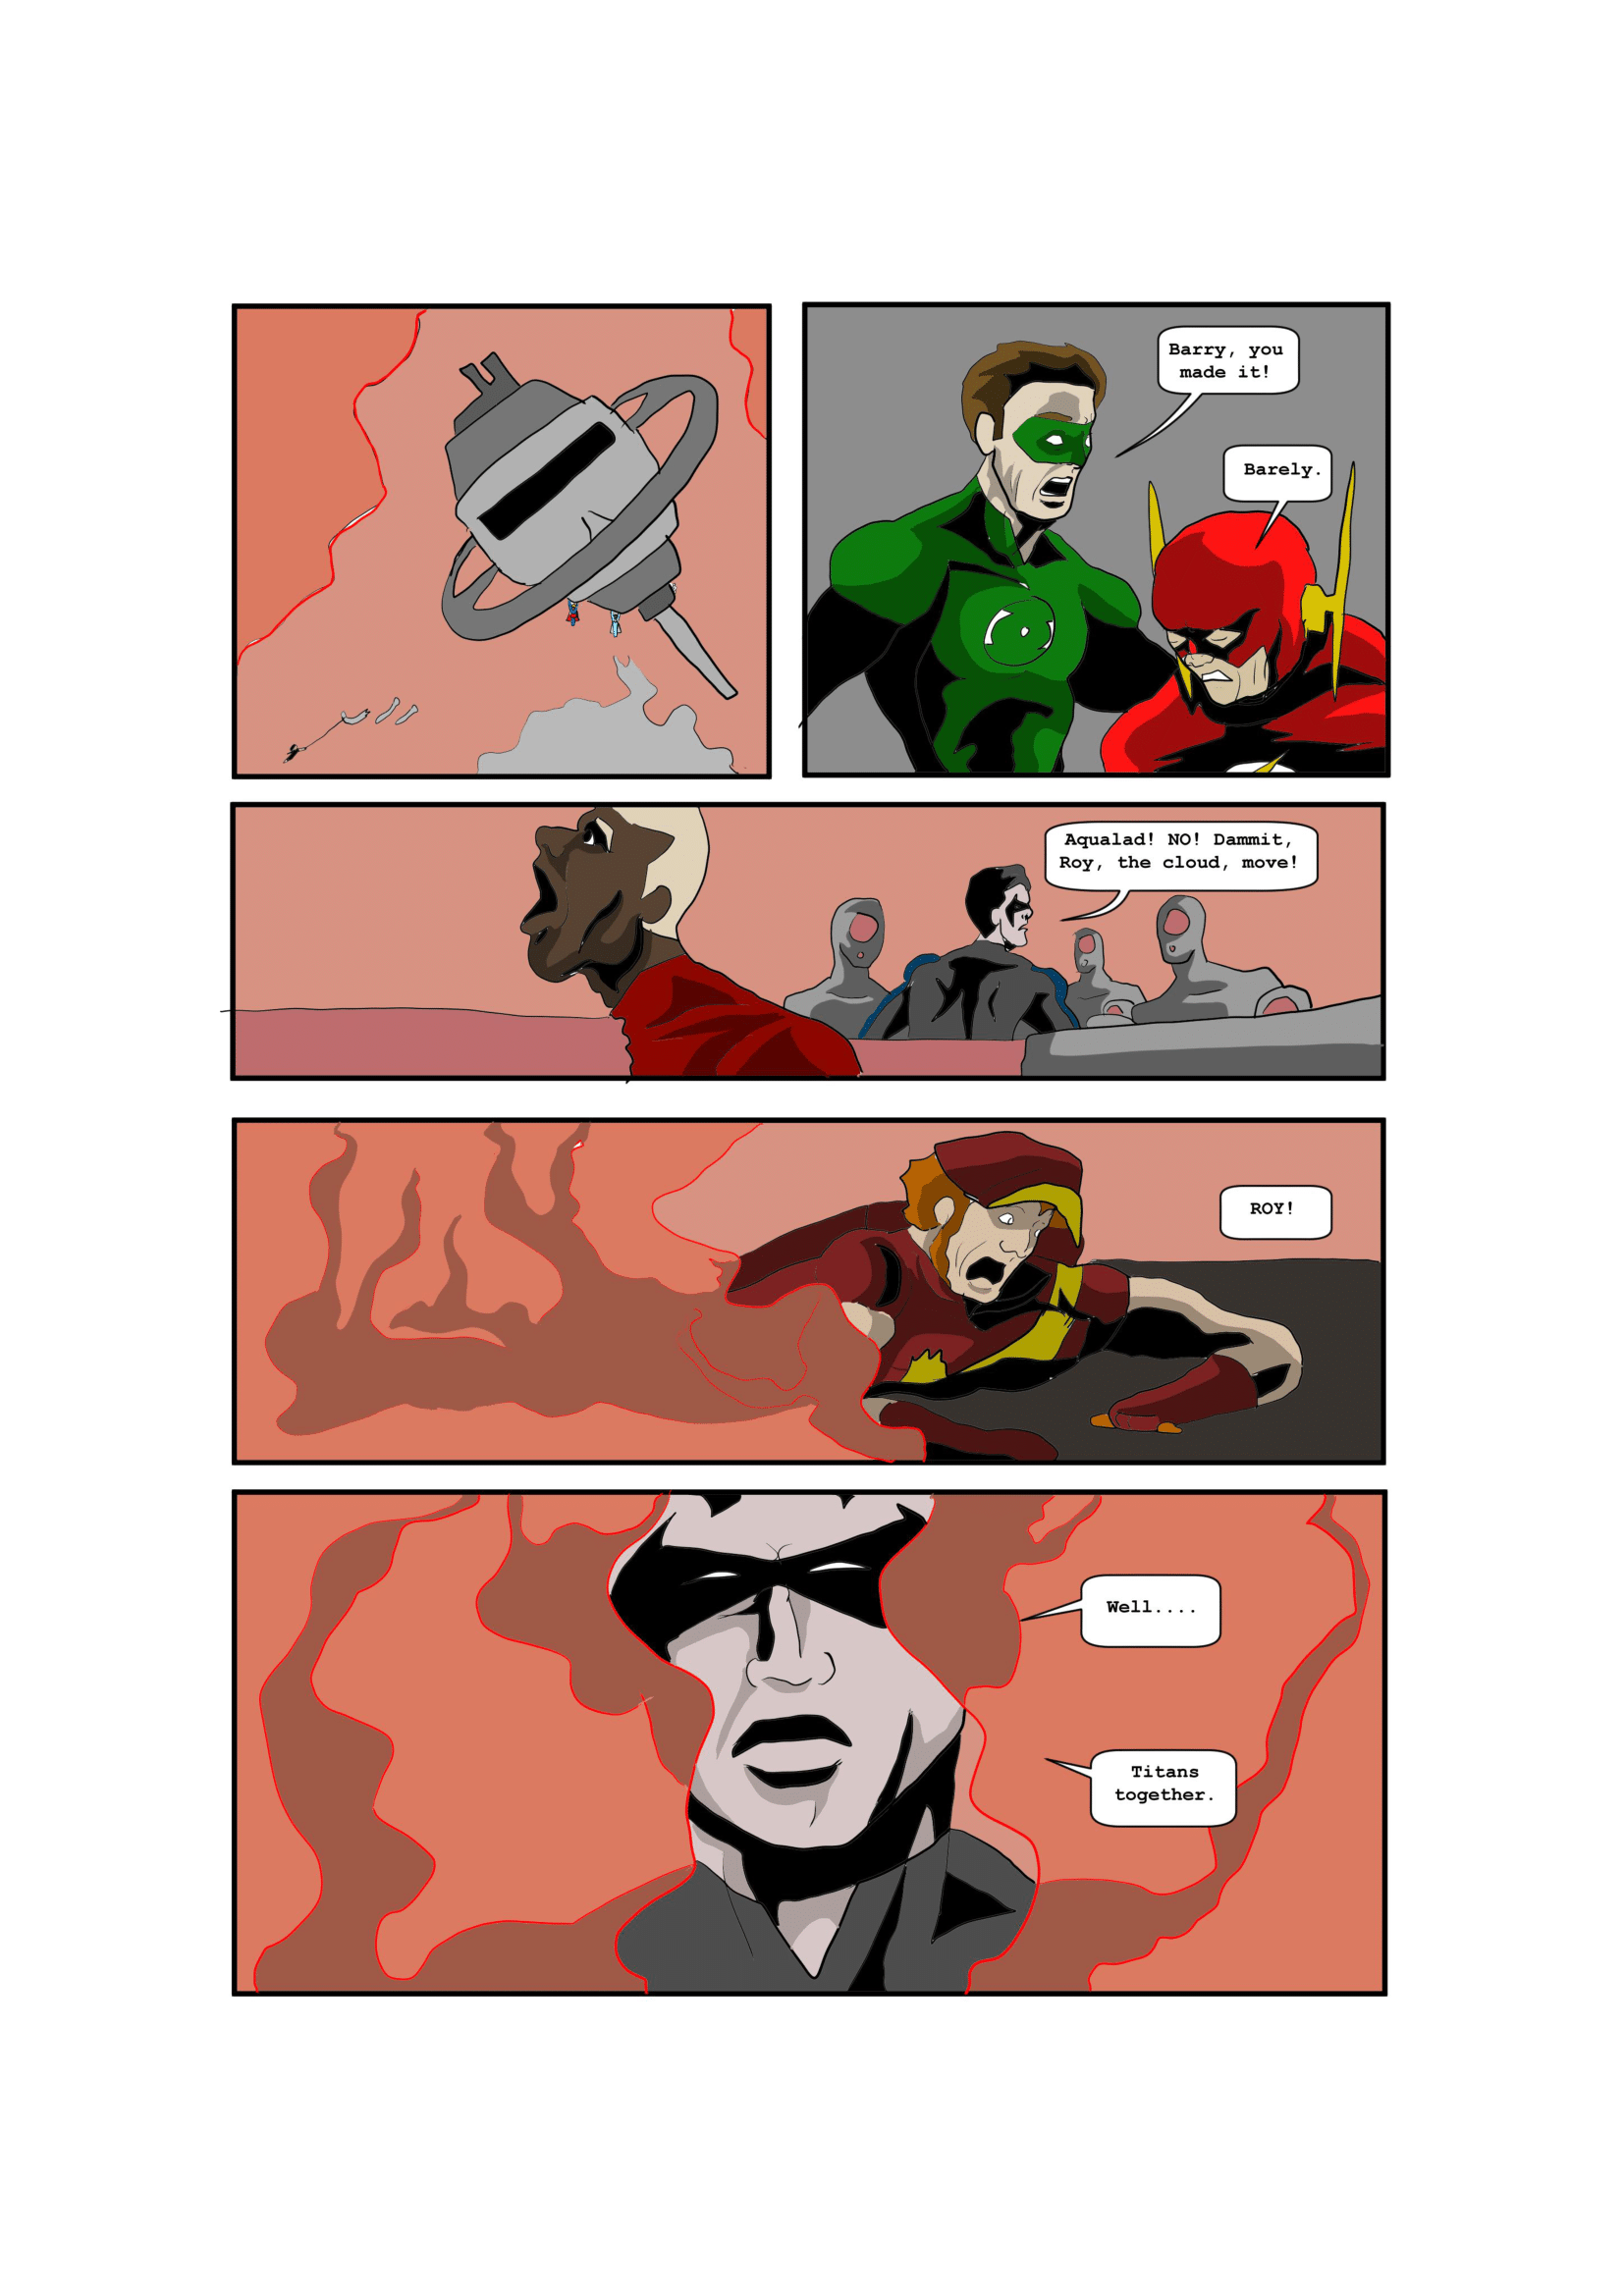 Barry, you
made it!
Barely.
Aqualad! NO! Dammit,
Roy, the cloud, move!
ROY!
Well....
Titans
together.